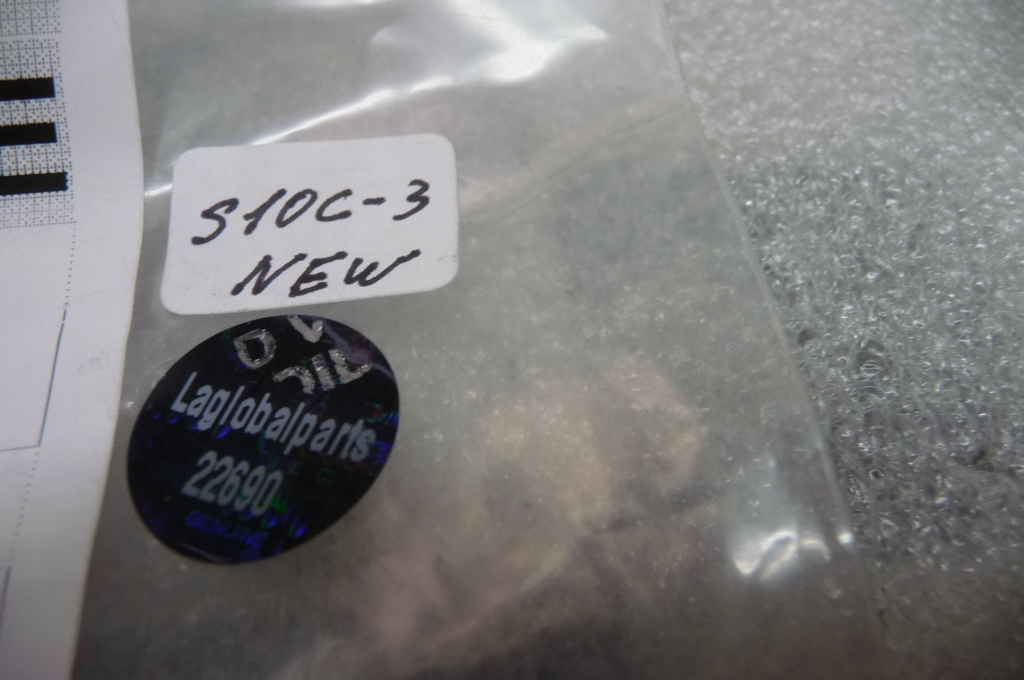 S10C-3
NEW
Laglobalparts
22690
GENUINE